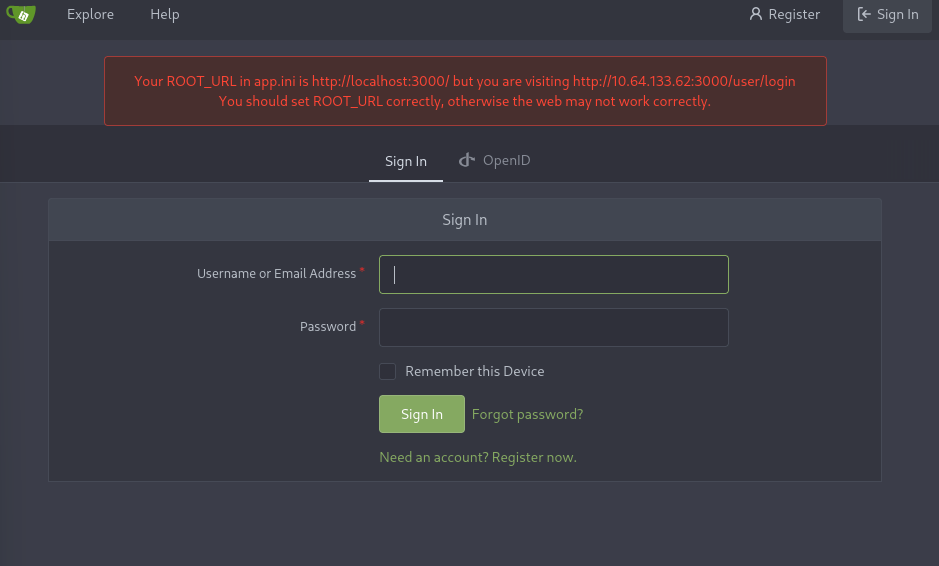 Explore Help Register Sign In
Your ROOT_URL in app.ini is http://localhost:3000/ but you are visiting http://10.64.133.62:3000/user/login
You should set ROOT_URL correctly, otherwise the web may not work correctly.
Sign In OpenID
Sign In
Username or Email Address *
Password *
Remember this Device
Sign In Forgot password?
Need an account? Register now.